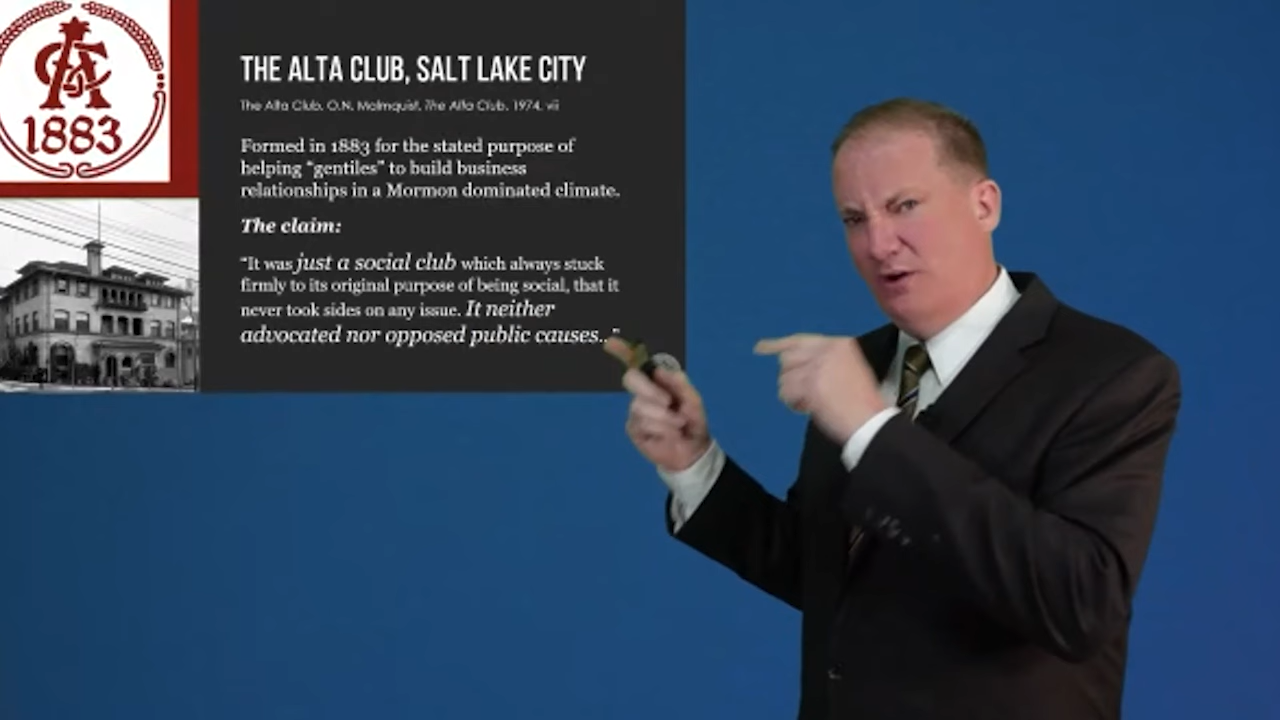 AC
1883
THE ALTA CLUB, SALT LAKE CITY
The Alta Club. O.N. Malmquist. The Alta Club. 1974. vii
Formed in 1883 for the stated purpose of
helping “gentiles” to build business
relationships in a Mormon dominated climate.
The claim:
“It was just a social club which always stuck
firmly to its original purpose of being social, that it
never took sides on any issue. It neither
advocated nor opposed public causes..”